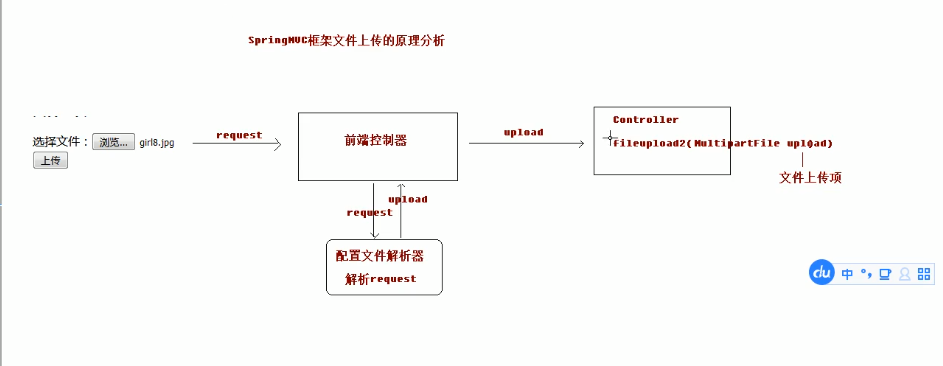 SpringMVC框架文件上传的原理分析
选择文件：浏览... girl8.jpg
上传
request
前端控制器
upload
Controller
fileupload2(MultipartFile upload)
文件上传项
request
upload
配置文件解析器
解析request
du 中 °，